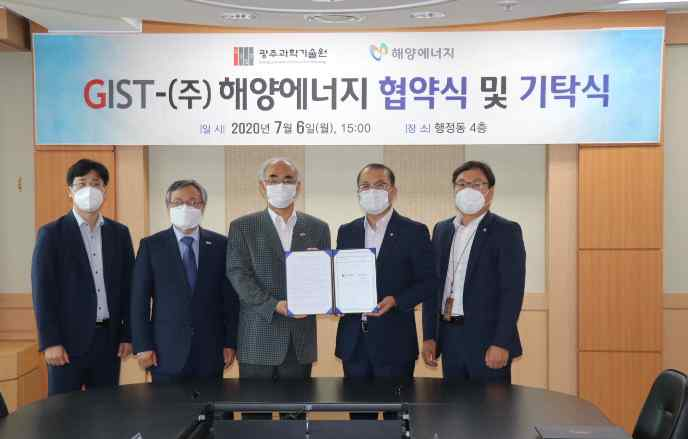 광주과학기술원 해양에너지
GIST-(주) 해양에너지 협약식 및 기탁식
|일 시| 2020년 7월 6일(월), 15:00 |장 소| 행정동 4층